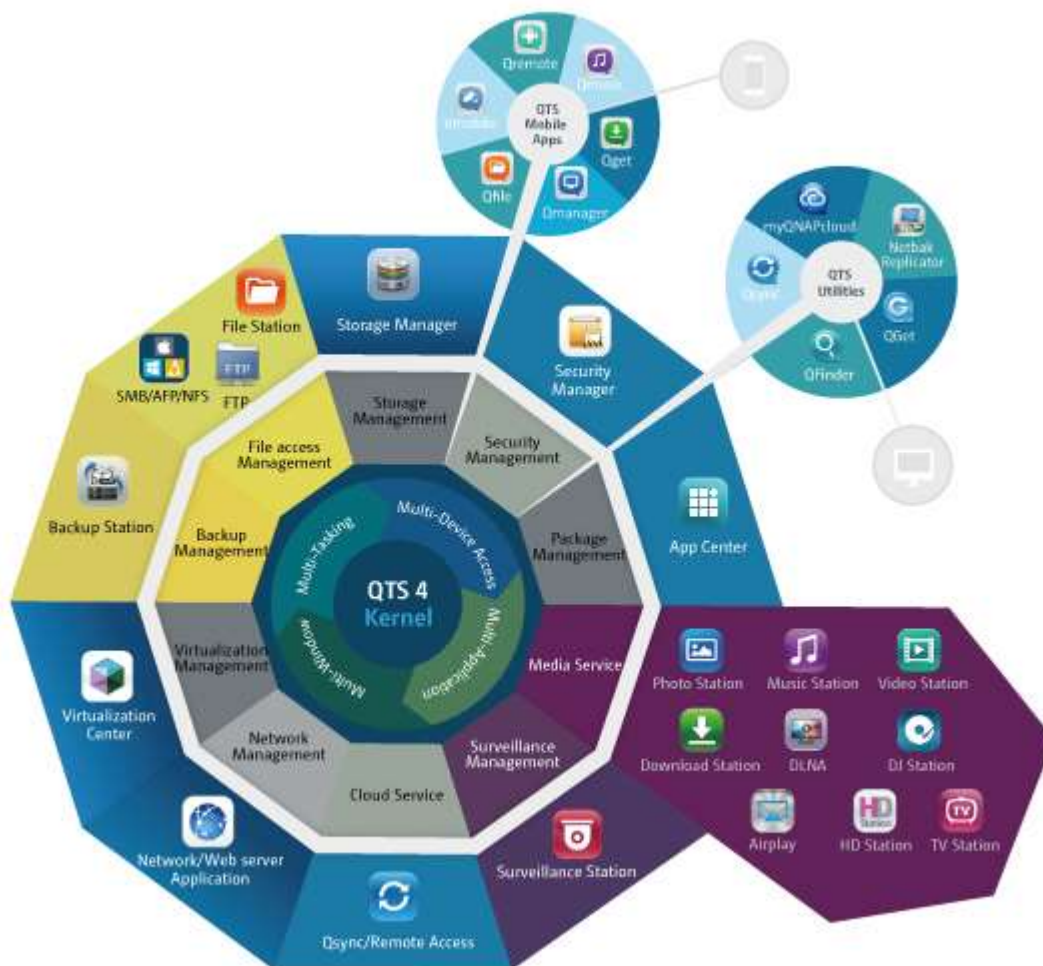 Qremote
Qmusic
QTS
Mobile
Apps
Qget
Qfile
Qmanager
myQNAPcloud
Netbak
Replicator
Qsync
QTS
Utilities
QGet
QFinder
File Station
Storage Manager
Security
Manager
SMB/AFP/NFS
FTP
FTP
Storage
Management
File access
Management
Security
Management
Backup Station
Backup
Management
Multi-Tasking
Multi-Device Access
Package
Management
App Center
QTS 4
Kernel
Multi-Window
Multi-Application
Virtualization
Management
Media Service
Virtualization
Center
Network
Management
Surveillance
Management
Cloud Service
Photo Station
Music Station
Video Station
Download Station
DLNA
DJ Station
Airplay
HD
Station
HD Station
TV
TV Station
Network/Web server
Application
Surveillance Station
Qsync/Remote Access